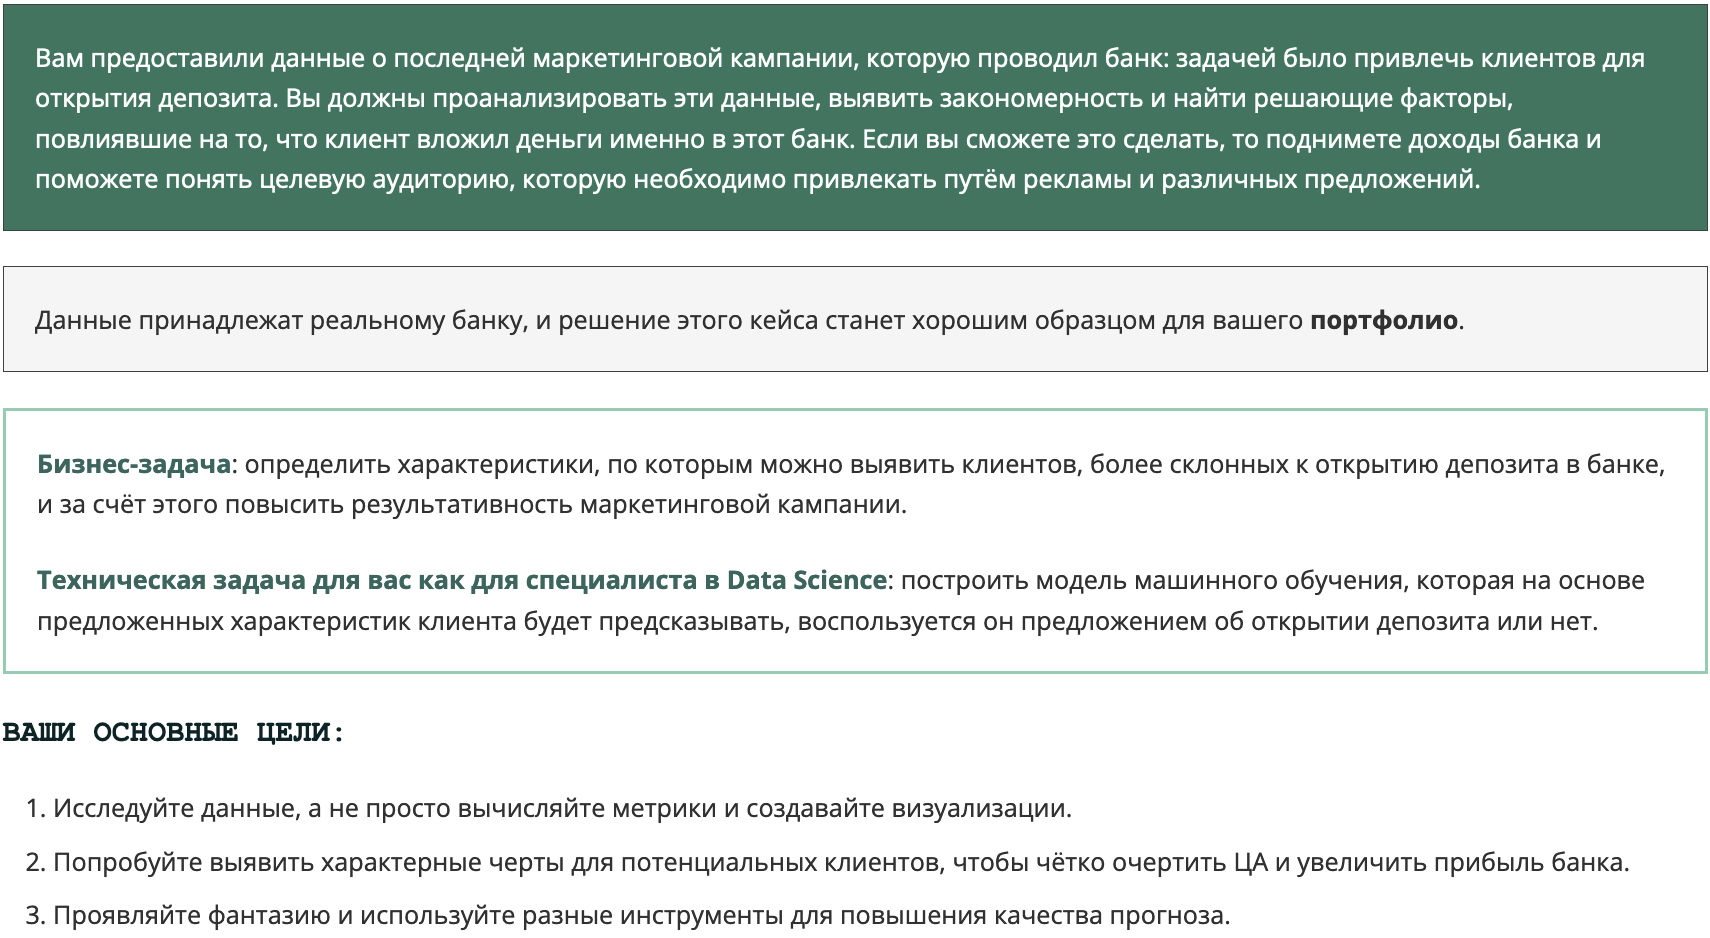 Вам предоставили данные о последней маркетинговой кампании, которую проводил банк: задачей было привлечь клиентов для
открытия депозита. Вы должны проанализировать эти данные, выявить закономерность и найти решающие факторы,
повлиявшие на то, что клиент вложил деньги именно в этот банк. Если вы сможете это сделать, то поднимете доходы банка и
поможете понять целевую аудиторию, которую необходимо привлекать путём рекламы и различных предложений.
Данные принадлежат реальному банку, и решение этого кейса станет хорошим образцом для вашего портфолио.
Бизнес-задача: определить характеристики, по которым можно выявить клиентов, более склонных к открытию депозита в банке,
и за счёт этого повысить результативность маркетинговой кампании.
Техническая задача для вас как для специалиста в Data Science: построить модель машинного обучения, которая на основе
предложенных характеристик клиента будет предсказывать, воспользуется он предложением об открытии депозита или нет.
ВАШИ ОСНОВНЫЕ ЦЕЛИ:
1. Исследуйте данные, а не просто вычисляйте метрики и создавайте визуализации.
2. Попробуйте выявить характерные черты для потенциальных клиентов, чтобы чётко очертить ЦА и увеличить прибыль банка.
3. Проявляйте фантазию и используйте разные инструменты для повышения качества прогноза.